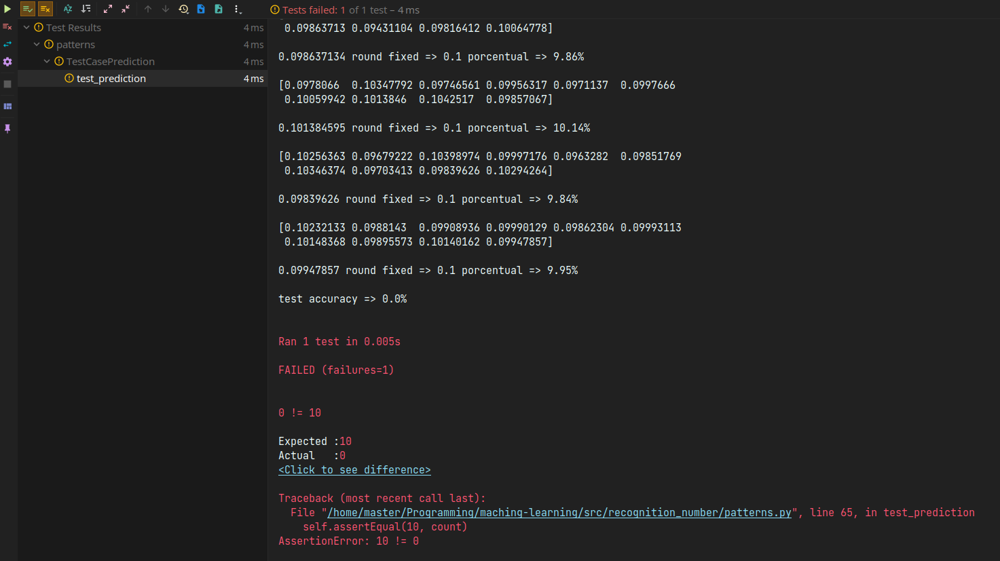 Tests failed: 1 of 1 test – 4 ms
Test Results 4 ms
patterns 4 ms
TestCasePrediction 4 ms
test_prediction 4 ms
0.09863713 0.09431104 0.09816412 0.10064778]
0.098637134 round fixed => 0.1 porcentual => 9.86%
[0.0978066  0.10347792 0.09746561 0.09956317 0.0971137  0.0997666
0.10059942 0.1013846  0.1042517  0.09857067]
0.101384595 round fixed => 0.1 porcentual => 10.14%
[0.10256363 0.09679222 0.10398974 0.09997176 0.0963282  0.09851769
0.10346374 0.09703413 0.09839626 0.10294264]
0.09839626 round fixed => 0.1 porcentual => 9.84%
[0.10232133 0.0988143  0.09908936 0.09990129 0.09862304 0.09993113
0.10148368 0.09895573 0.10140162 0.09947857]
0.09947857 round fixed => 0.1 porcentual => 9.95%
test accuracy => 0.0%
Ran 1 test in 0.005s
FAILED (failures=1)
0 != 10
Expected :10
Actual   :0
<Click to see difference>
Traceback (most recent call last):
File "/home/master/Programming/maching-learning/src/recognition_number/patterns.py", line 65, in test_prediction
self.assertEqual(10, count)
AssertionError: 10 != 0